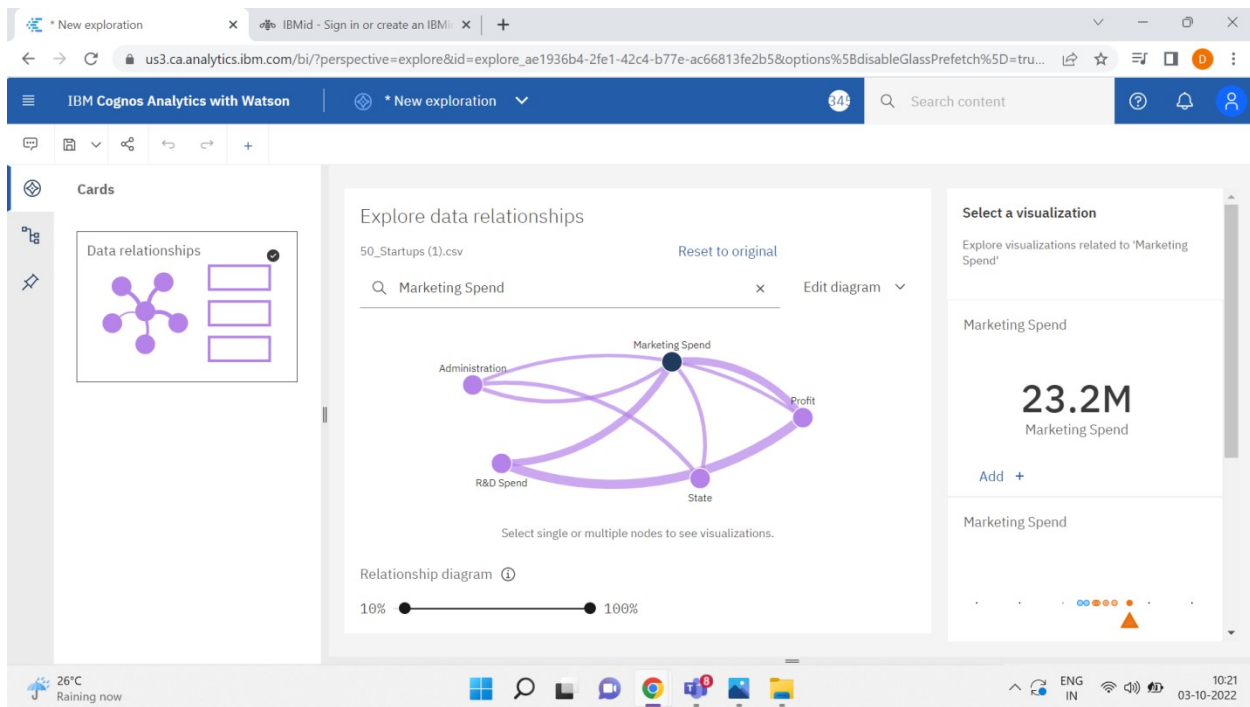 * New exploration
IBMid - Sign in or create an IBMi
us3.ca.analytics.ibm.com/bi/?perspective=explore&id=explore_ae1936b4-2fe1-42c4-b77e-ac66813fe2b5&options%5BdisableGlassPrefetch%5D=tru...
D
IBM Cognos Analytics with Watson
* New exploration
345
Search content
Cards
Data relationships
Explore data relationships
50_Startups (1).csv
Reset to original
Marketing Spend
Edit diagram
Marketing Spend
Administration
Profit
R&D Spend
State
Select single or multiple nodes to see visualizations.
Relationship diagram
10%
100%
Select a visualization
Explore visualizations related to 'Marketing
Spend'
Marketing Spend
23.2M
Marketing Spend
Add +
Marketing Spend
26°C
Raining now
8
ENG
IN
10:21
03-10-2022